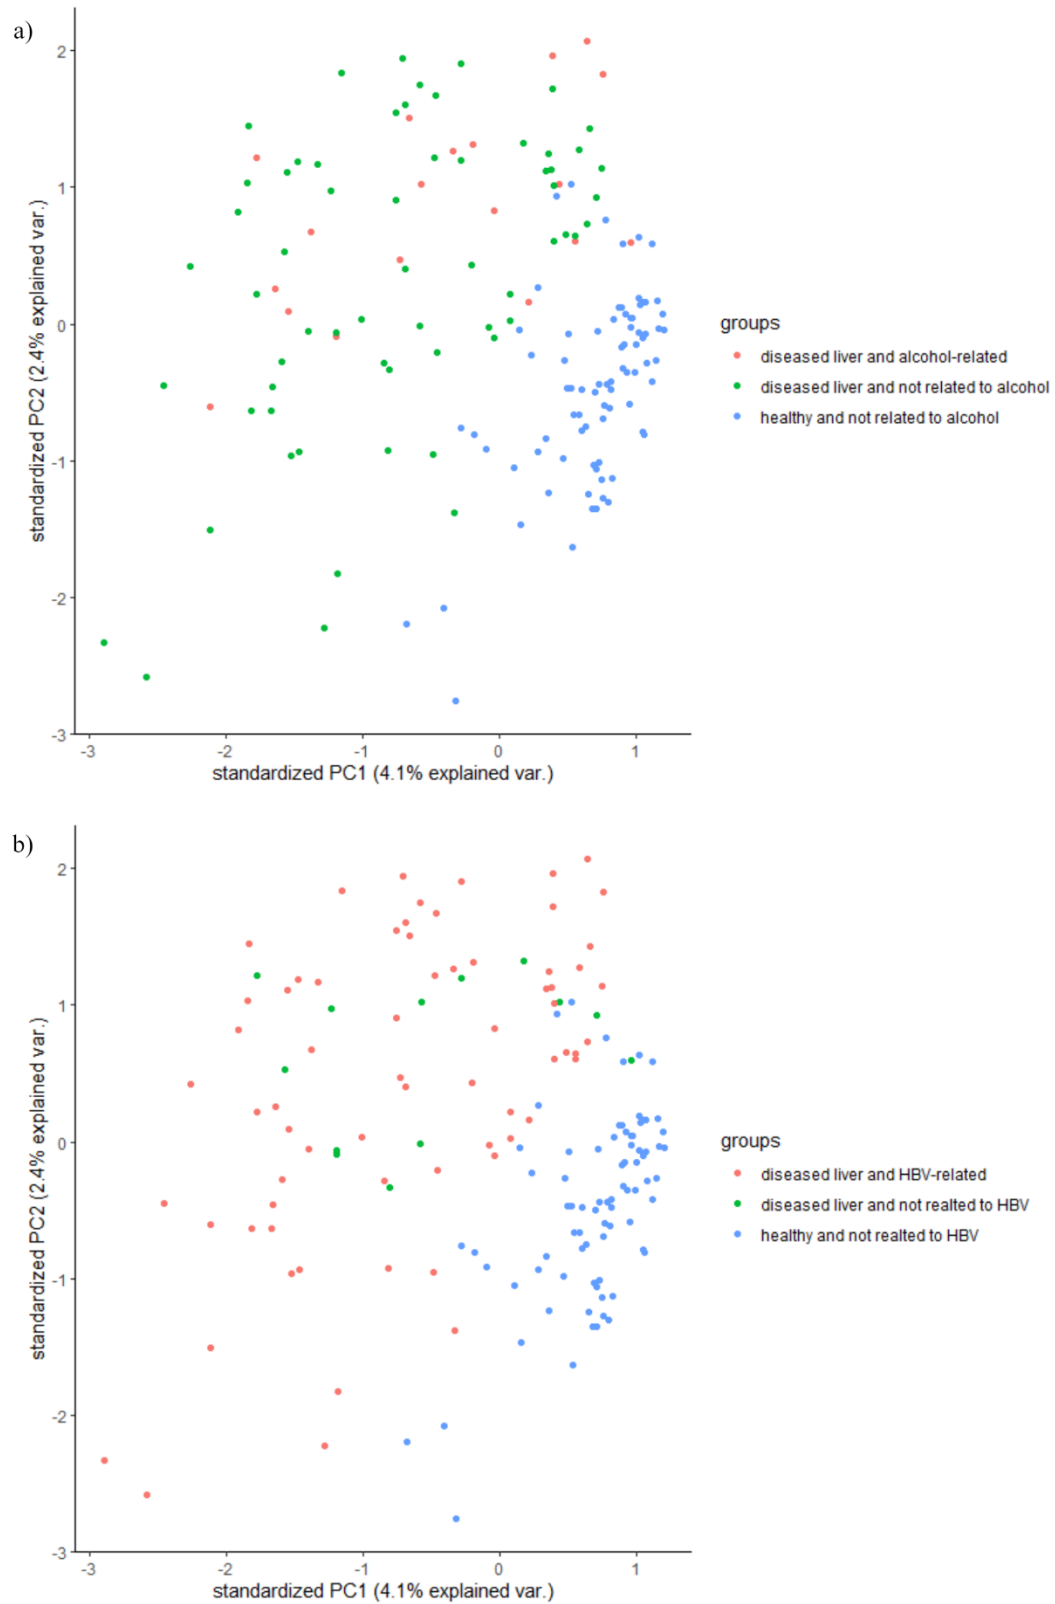 a)
2
1
0
-1
-2
-3
standardized PC2 (2.4% explained var.)
-3 -2 -1 0 1
standardized PC1 (4.1% explained var.)
groups
diseased liver and alcohol-related
diseased liver and not related to alcohol
healthy and not related to alcohol
b)
2
1
0
-1
-2
-3
standardized PC2 (2.4% explained var.)
-3 -2 -1 0 1
standardized PC1 (4.1% explained var.)
groups
diseased liver and HBV-related
diseased liver and not realted to HBV
healthy and not realted to HBV